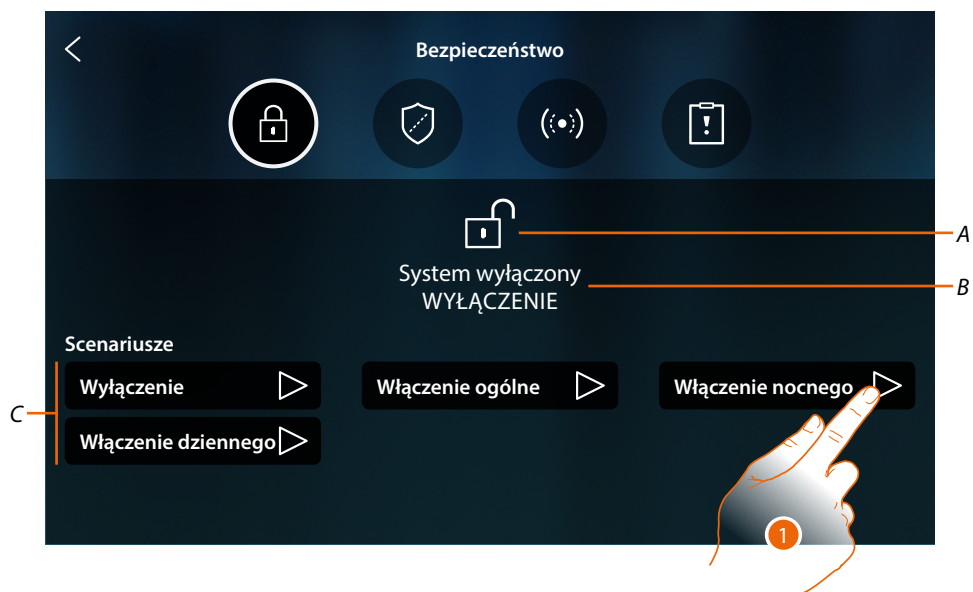 Bezpieczeństwo
A
System wyłączony
WYŁĄCZENIE
B
Scenariusze
C
Wyłączenie
Włączenie ogólne
Włączenie nocnego
Włączenie dziennego
1